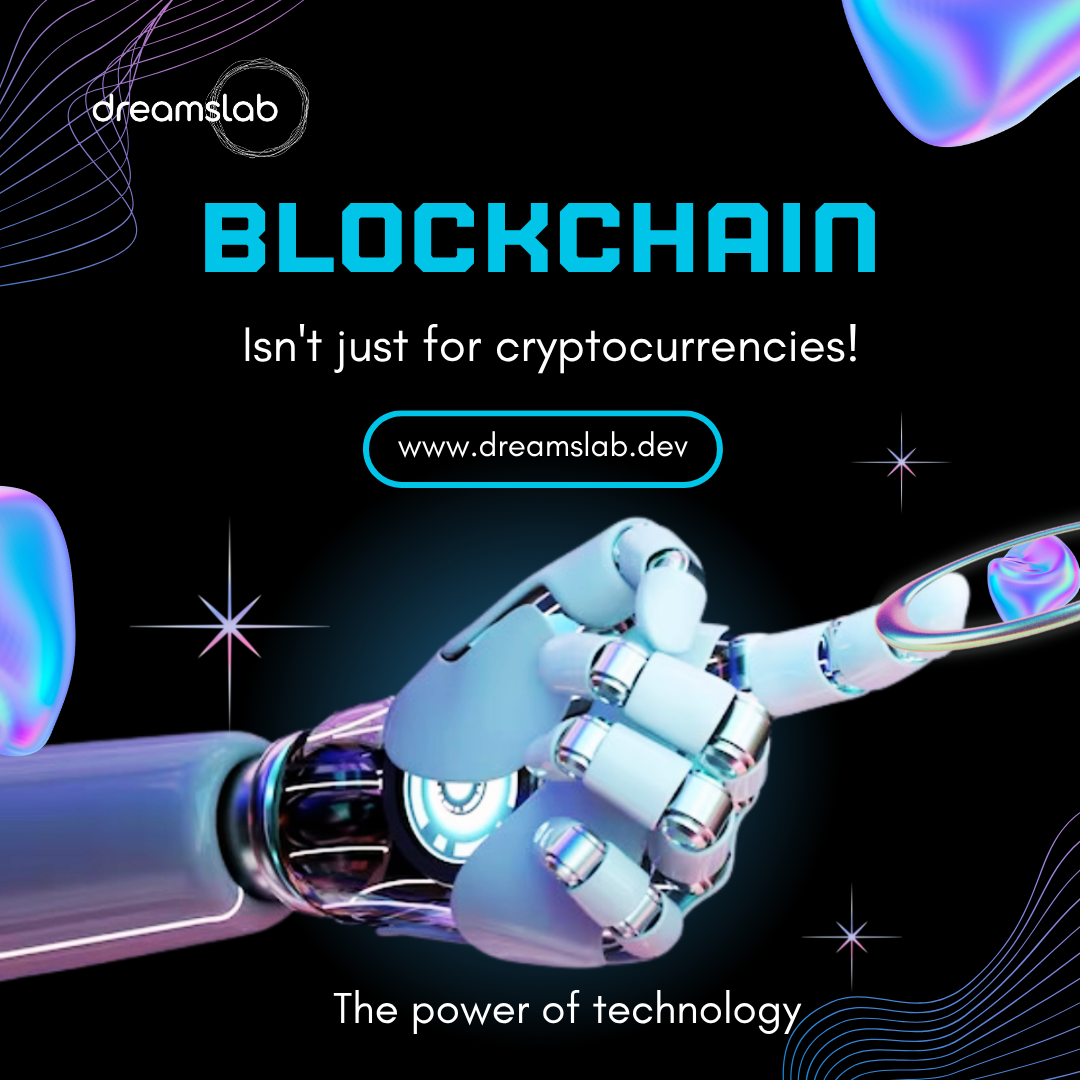 dreamslab
BLOCKCHAIN
Isn't just for cryptocurrencies!
www.dreamslab.dev
The power of technology